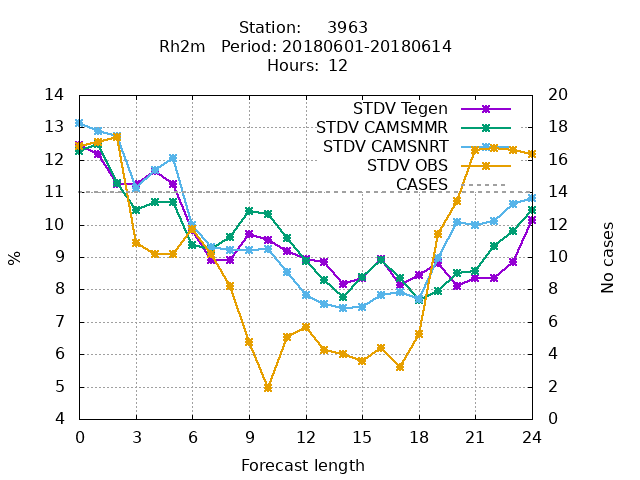 Station: 3963
Rh2m Period: 20180601-20180614
Hours: 12
STDV Tegen
STDV CAMSMMR
STDV CAMSNRT
STDV OBS
CASES
%
14
13
12
11
10
9
8
7
6
5
4
20
18
16
14
12
10
8
6
4
2
0
No cases
0 3 6 9 12 15 18 21 24
Forecast length